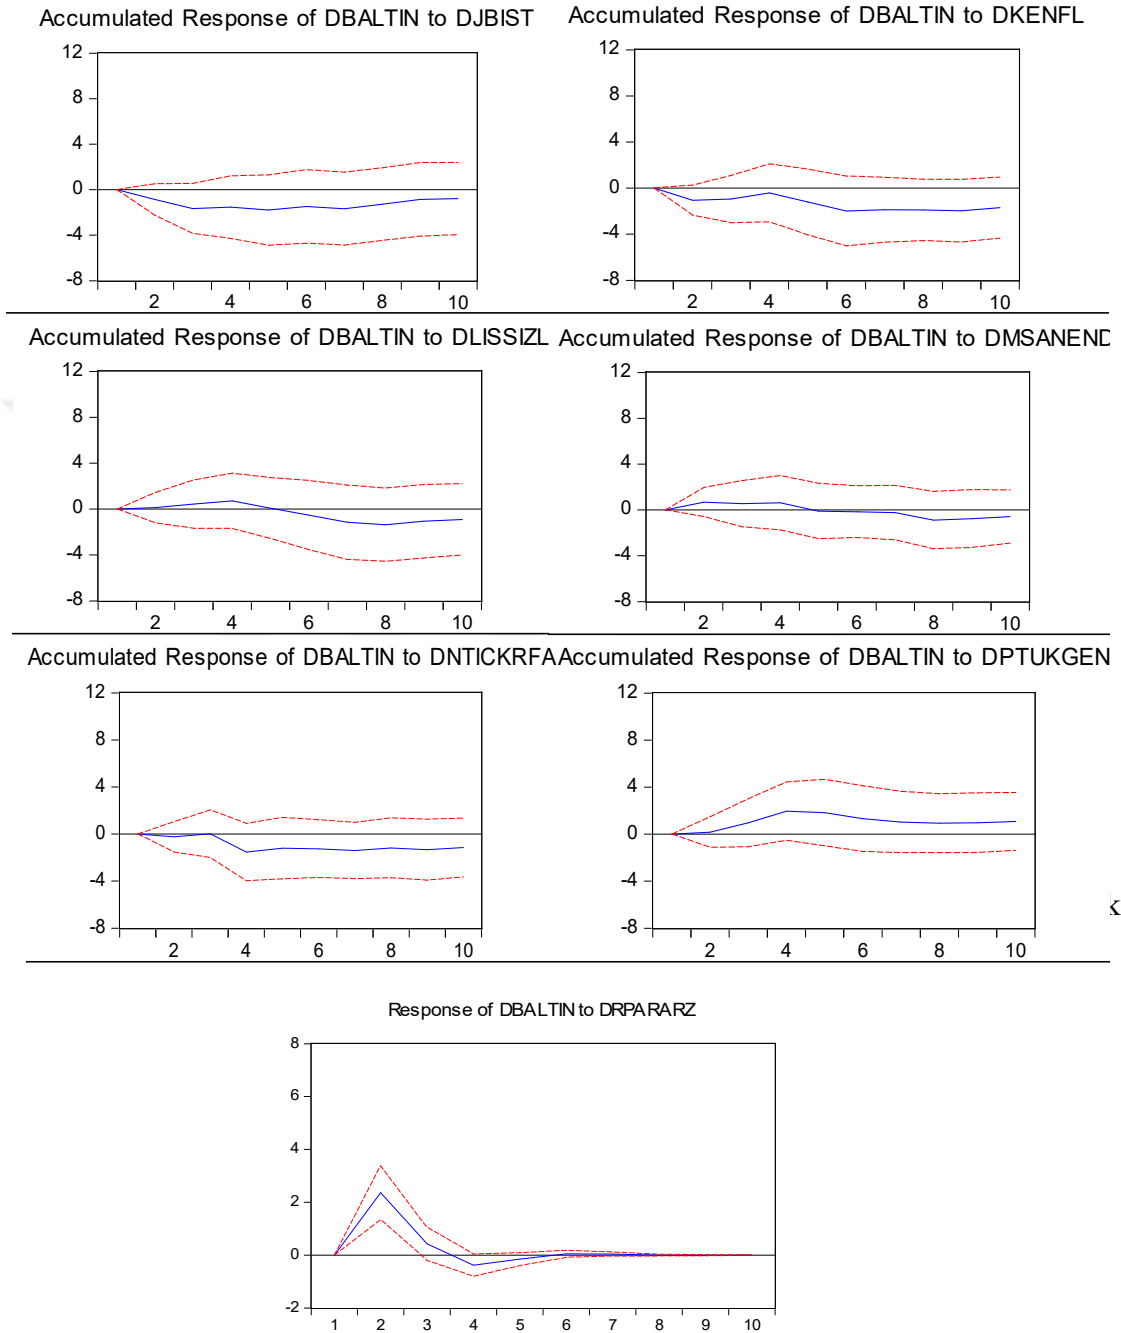 Accumulated Response of DBALTIN to DJBIST
12
8
4
0
-4
-8
2 4 6 8 10
Accumulated Response of DBALTIN to DKENFL
12
8
4
0
-4
-8
2 4 6 8 10
Accumulated Response of DBALTIN to DLISSIZL
12
8
4
0
-4
-8
2 4 6 8 10
Accumulated Response of DBALTIN to DMSANEND
12
8
4
0
-4
-8
2 4 6 8 10
Accumulated Response of DBALTIN to DNTICKRFA
12
8
4
0
-4
-8
2 4 6 8 10
Accumulated Response of DBALTIN to DPTUKGEN
12
8
4
0
-4
-8
2 4 6 8 10
k
Response of DBALTIN to DRPARARZ
8
6
4
2
0
-2
1 2 3 4 5 6 7 8 9 10